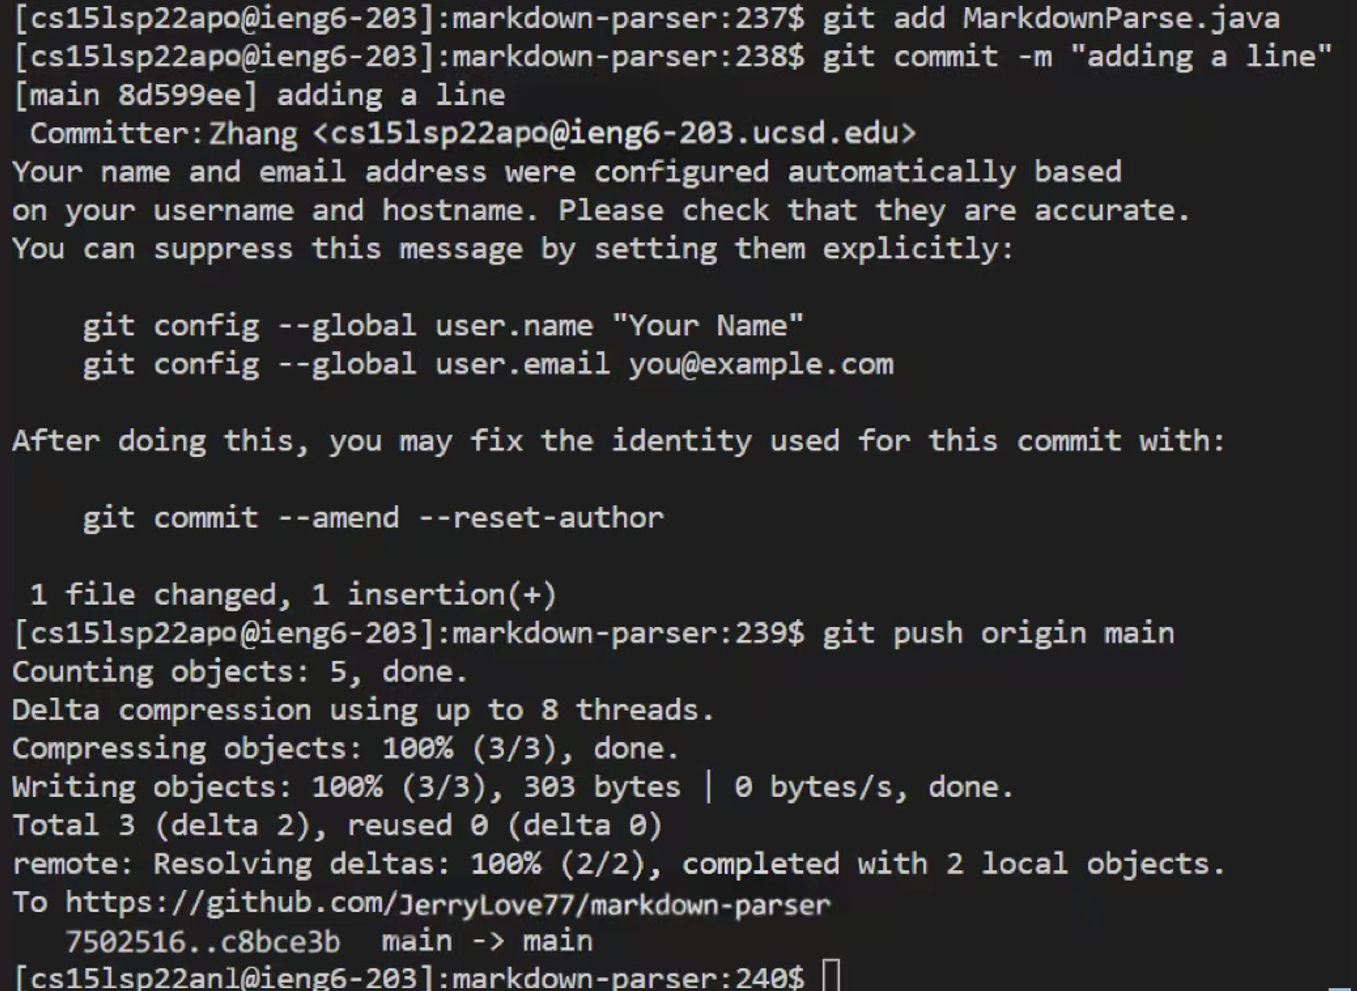 [cs15lsp22apo@ieng6-203]:markdown-parser:237$ git add MarkdownParse.java
[cs15lsp22apo@ieng6-203]:markdown-parser:238$ git commit -m "adding a line"
[main 8d599ee] adding a line
 Committer: Zhang <cs15lsp22apo@ieng6-203.ucsd.edu>
Your name and email address were configured automatically based
on your username and hostname. Please check that they are accurate.
You can suppress this message by setting them explicitly:

    git config --global user.name "Your Name"
    git config --global user.email you@example.com

After doing this, you may fix the identity used for this commit with:

    git commit --amend --reset-author

 1 file changed, 1 insertion(+)
[cs15lsp22apo@ieng6-203]:markdown-parser:239$ git push origin main
Counting objects: 5, done.
Delta compression using up to 8 threads.
Compressing objects: 100% (3/3), done.
Writing objects: 100% (3/3), 303 bytes | 0 bytes/s, done.
Total 3 (delta 2), reused 0 (delta 0)
remote: Resolving deltas: 100% (2/2), completed with 2 local objects.
To https://github.com/JerryLove77/markdown-parser
   7502516..c8bce3b  main -> main
[cs15lsp22anl@ieng6-203]:markdown-parser:240$